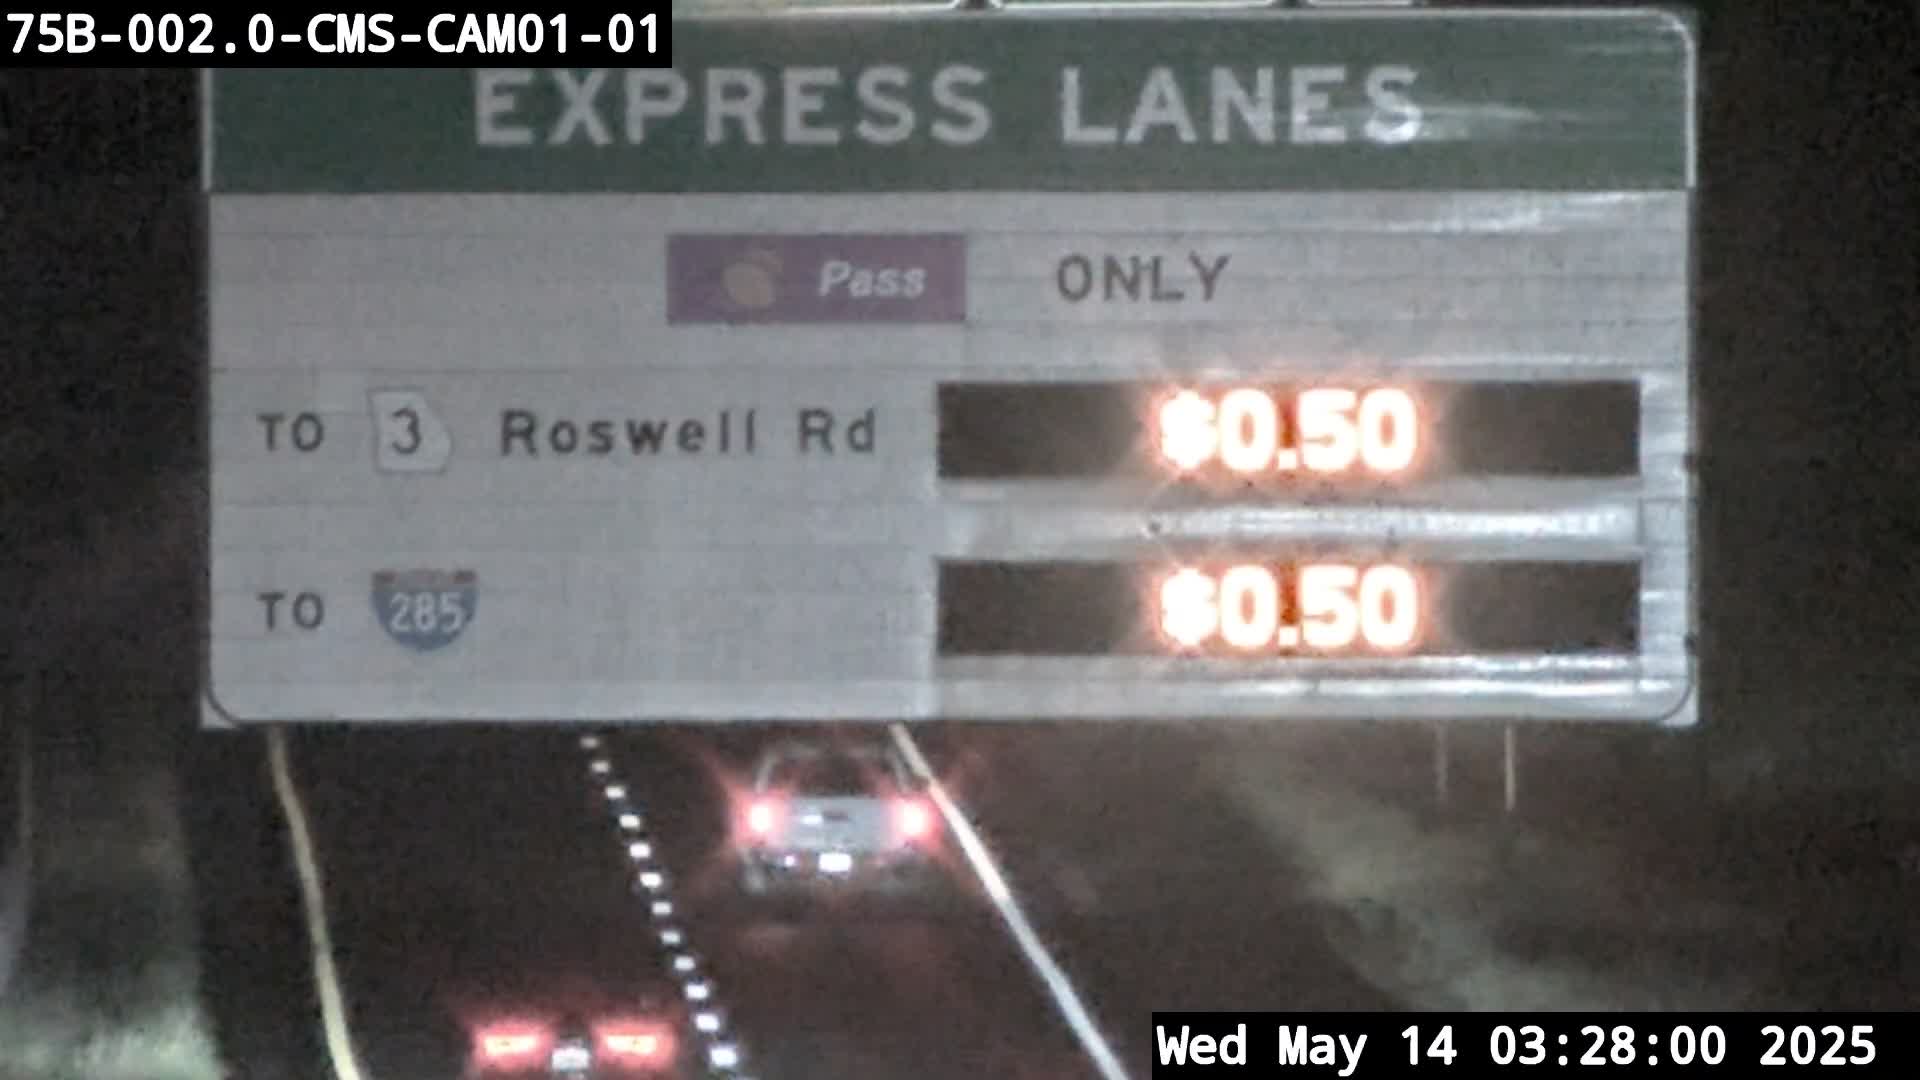 75B-002.0-CMS-CAM01-01
EXPRESS LANES
Pass ONLY
TO 3 Roswell Rd $0.50
TO 285 $0.50
Wed May 14 03:28:00 2025